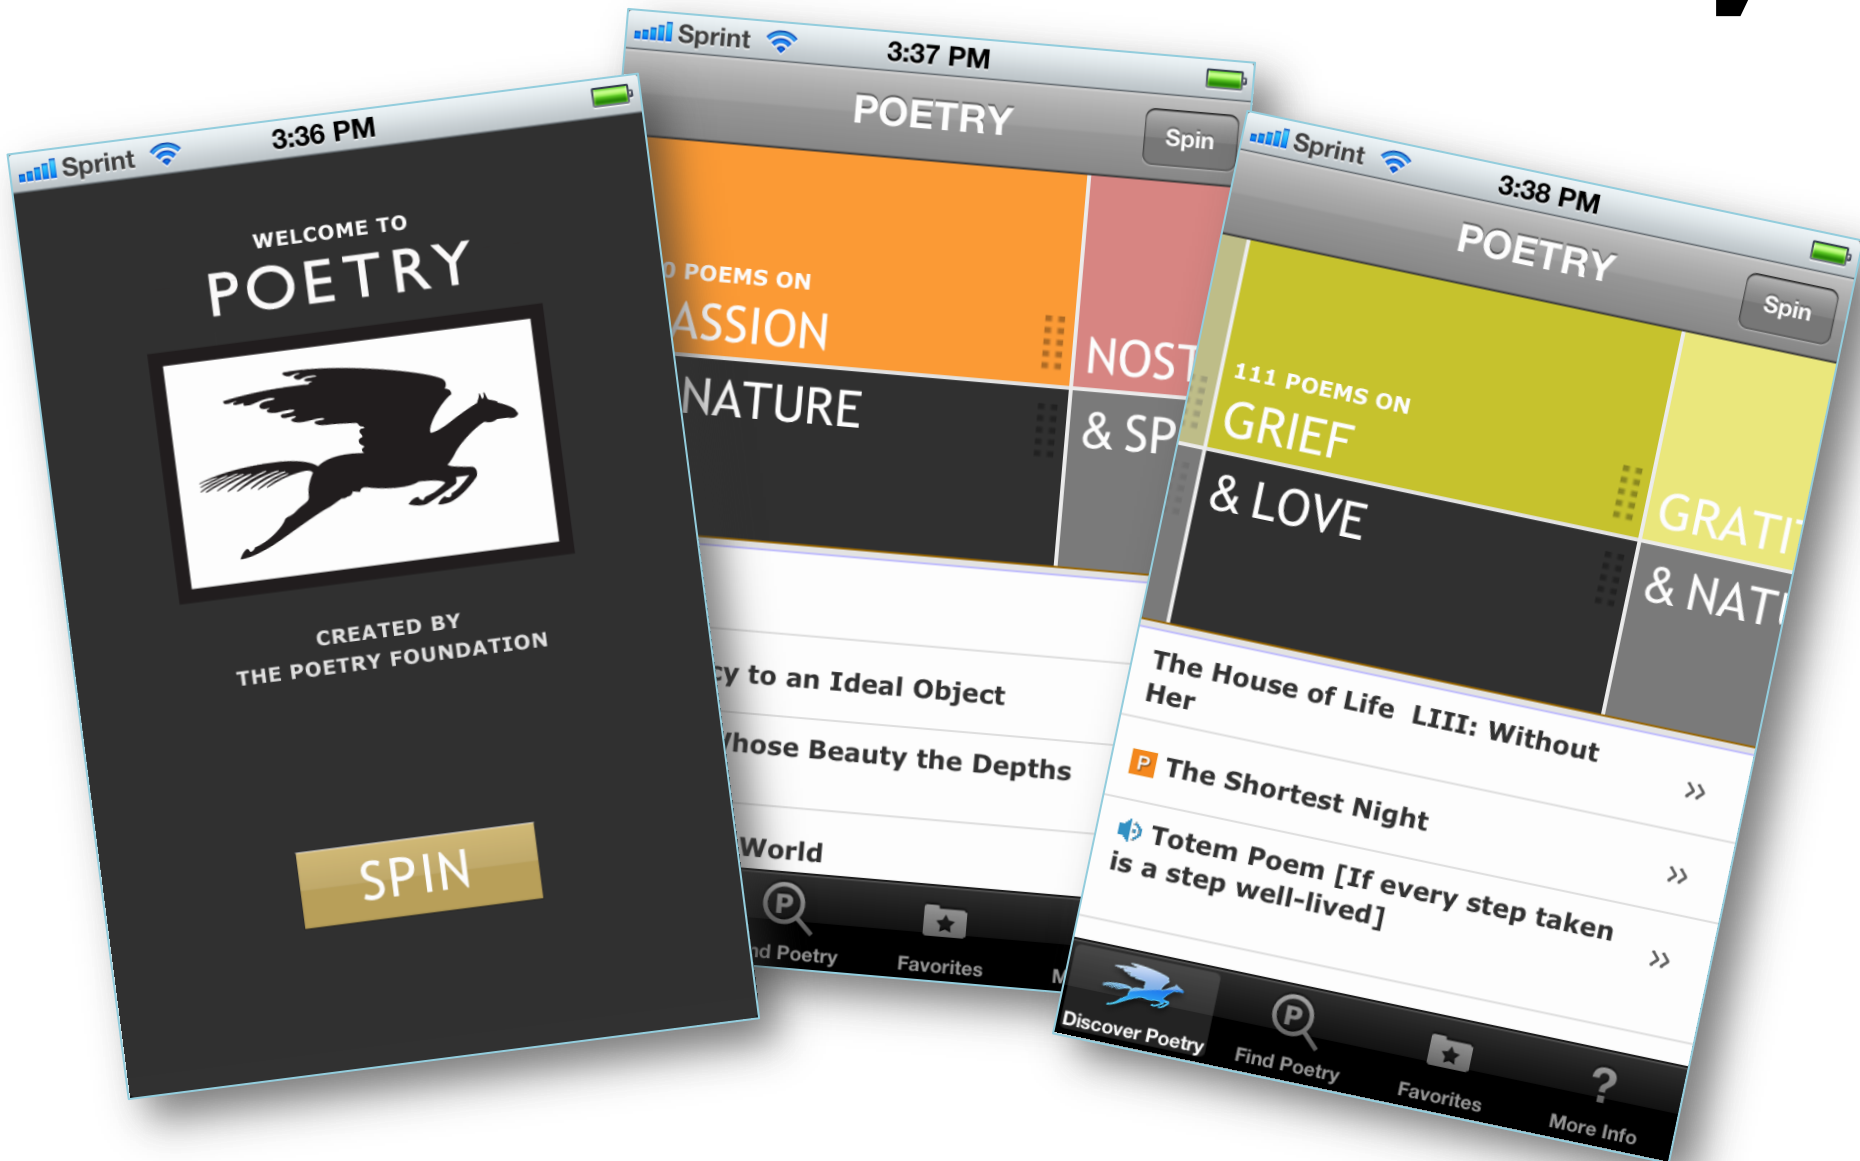 Sprint
3:36 PM
WELCOME TO
POETRY
CREATED BY
THE POETRY FOUNDATION
SPIN
Sprint
3:37 PM
POETRY
Spin
0 POEMS ON
ASSION
NOST
NATURE
& SP
cy to an Ideal Object
hose Beauty the Depths
World
nd Poetry
Favorites
M
Sprint
3:38 PM
POETRY
Spin
111 POEMS ON
GRIEF
GRATI
& LOVE
& NATU
The House of Life LIII: Without
Her
P The Shortest Night
Totem Poem [If every step taken
is a step well-lived]
Discover Poetry
P
Find Poetry
Favorites
?
More Info